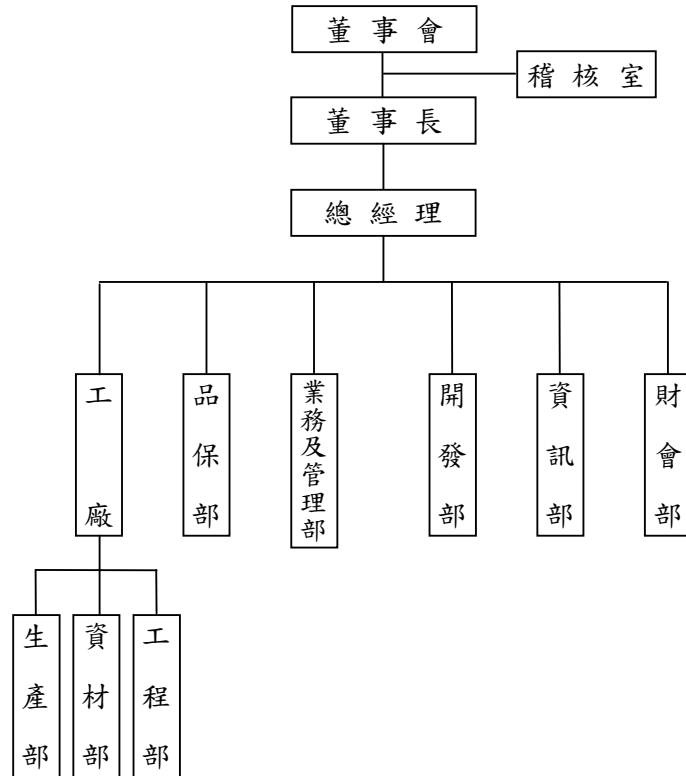 董事會
稽核室
董事長
總經理
工廠
品保部
業務及管理部
開發部
資訊部
財會部
生產部
資材部
工程部